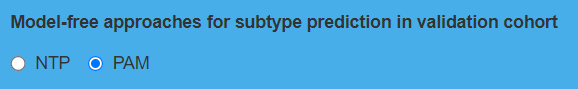 Model-free approaches for subtype prediction in validation cohort
NTP PAM